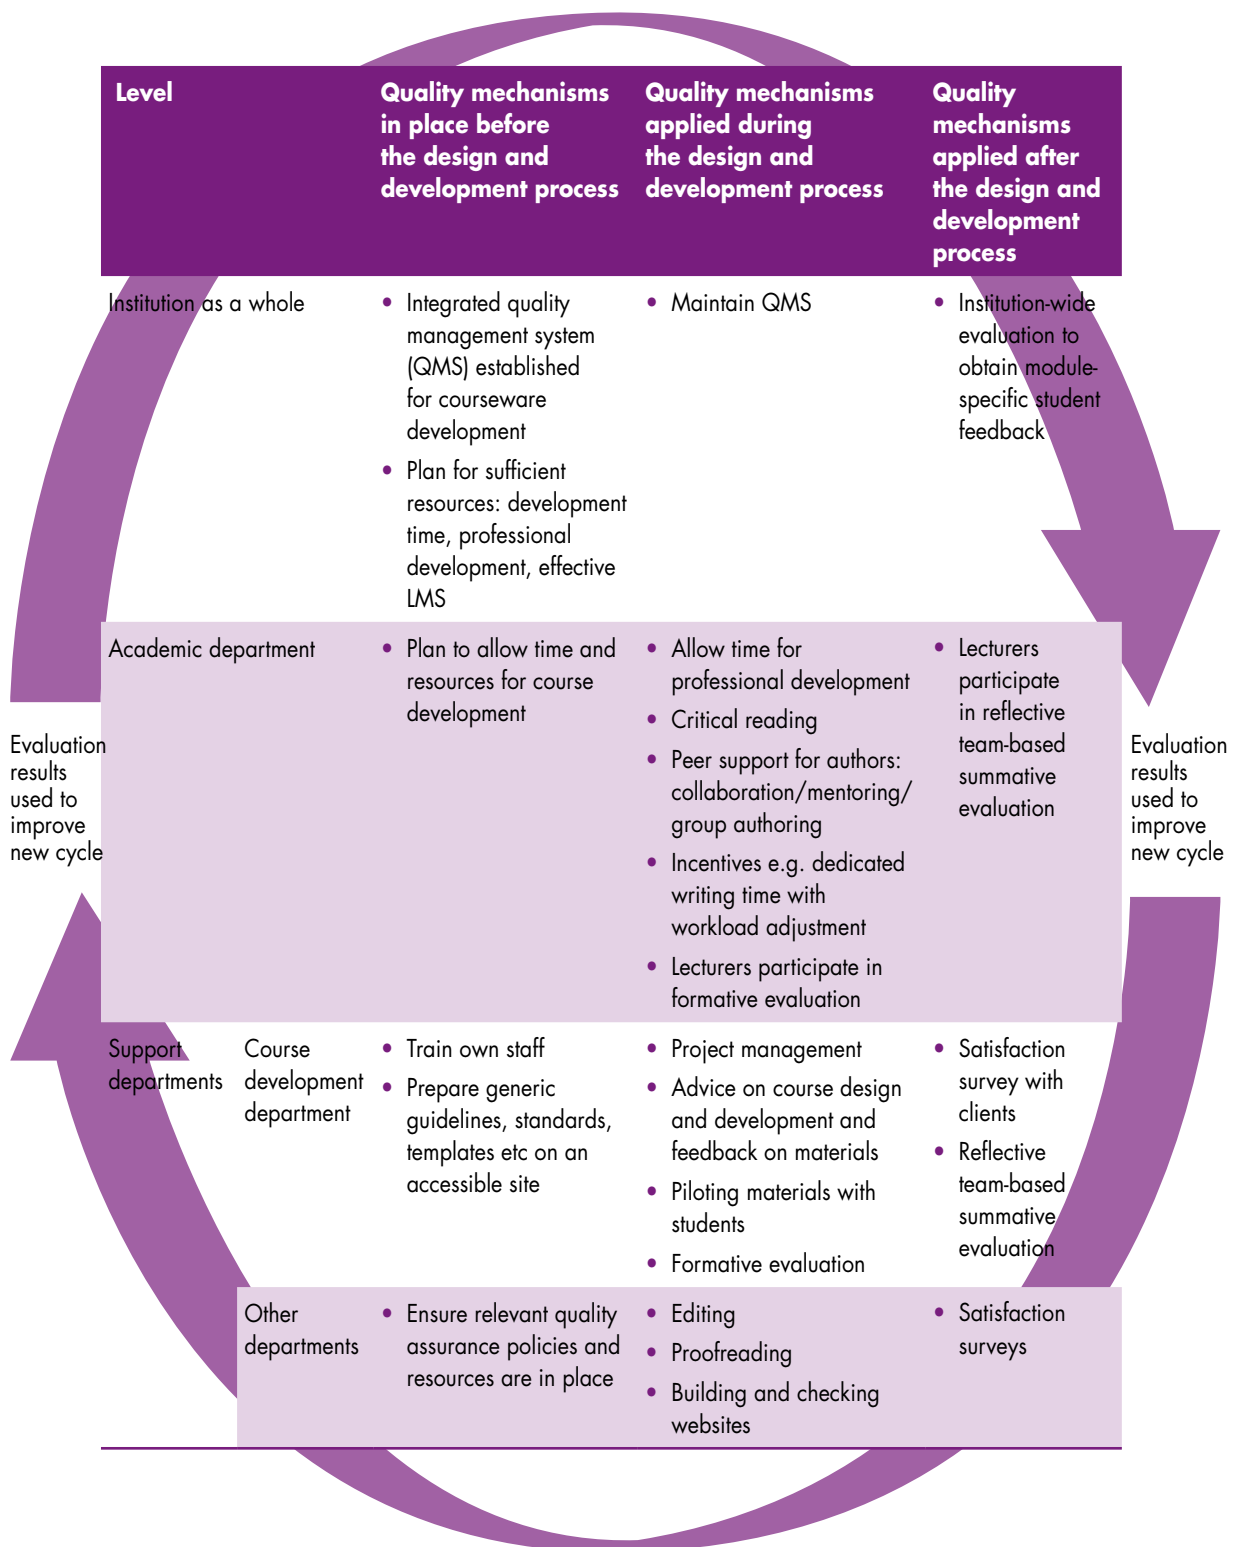 Level
Quality mechanisms
in place before
the design and
development process
Quality mechanisms
applied during
the design and
development process
Quality
mechanisms
applied after
the design and
development
process
Institution as a whole
• Integrated quality
management system
(QMS) established
for courseware
development
• Plan for sufficient
resources: development
time, professional
development, effective
LMS
• Maintain QMS
• Institution-wide
evaluation to
obtain module-
specific student
feedback
Academic department
• Plan to allow time and
resources for course
development
• Allow time for
professional development
• Critical reading
• Peer support for authors:
collaboration/mentoring/
group authoring
• Incentives e.g. dedicated
writing time with
workload adjustment
• Lecturers participate in
formative evaluation
• Lecturers
participate
in reflective
team-based
summative
evaluation
Evaluation
results
used to
improve
new cycle
Evaluation
results
used to
improve
new cycle
Support
departments
Course
development
department
• Train own staff
• Prepare generic
guidelines, standards,
templates etc on an
accessible site
• Project management
• Advice on course design
and development and
feedback on materials
• Piloting materials with
students
• Formative evaluation
• Satisfaction
survey with
clients
• Reflective
team-based
summative
evaluation
Other
departments
• Ensure relevant quality
assurance policies and
resources are in place
• Editing
• Proofreading
• Building and checking
websites
• Satisfaction
surveys